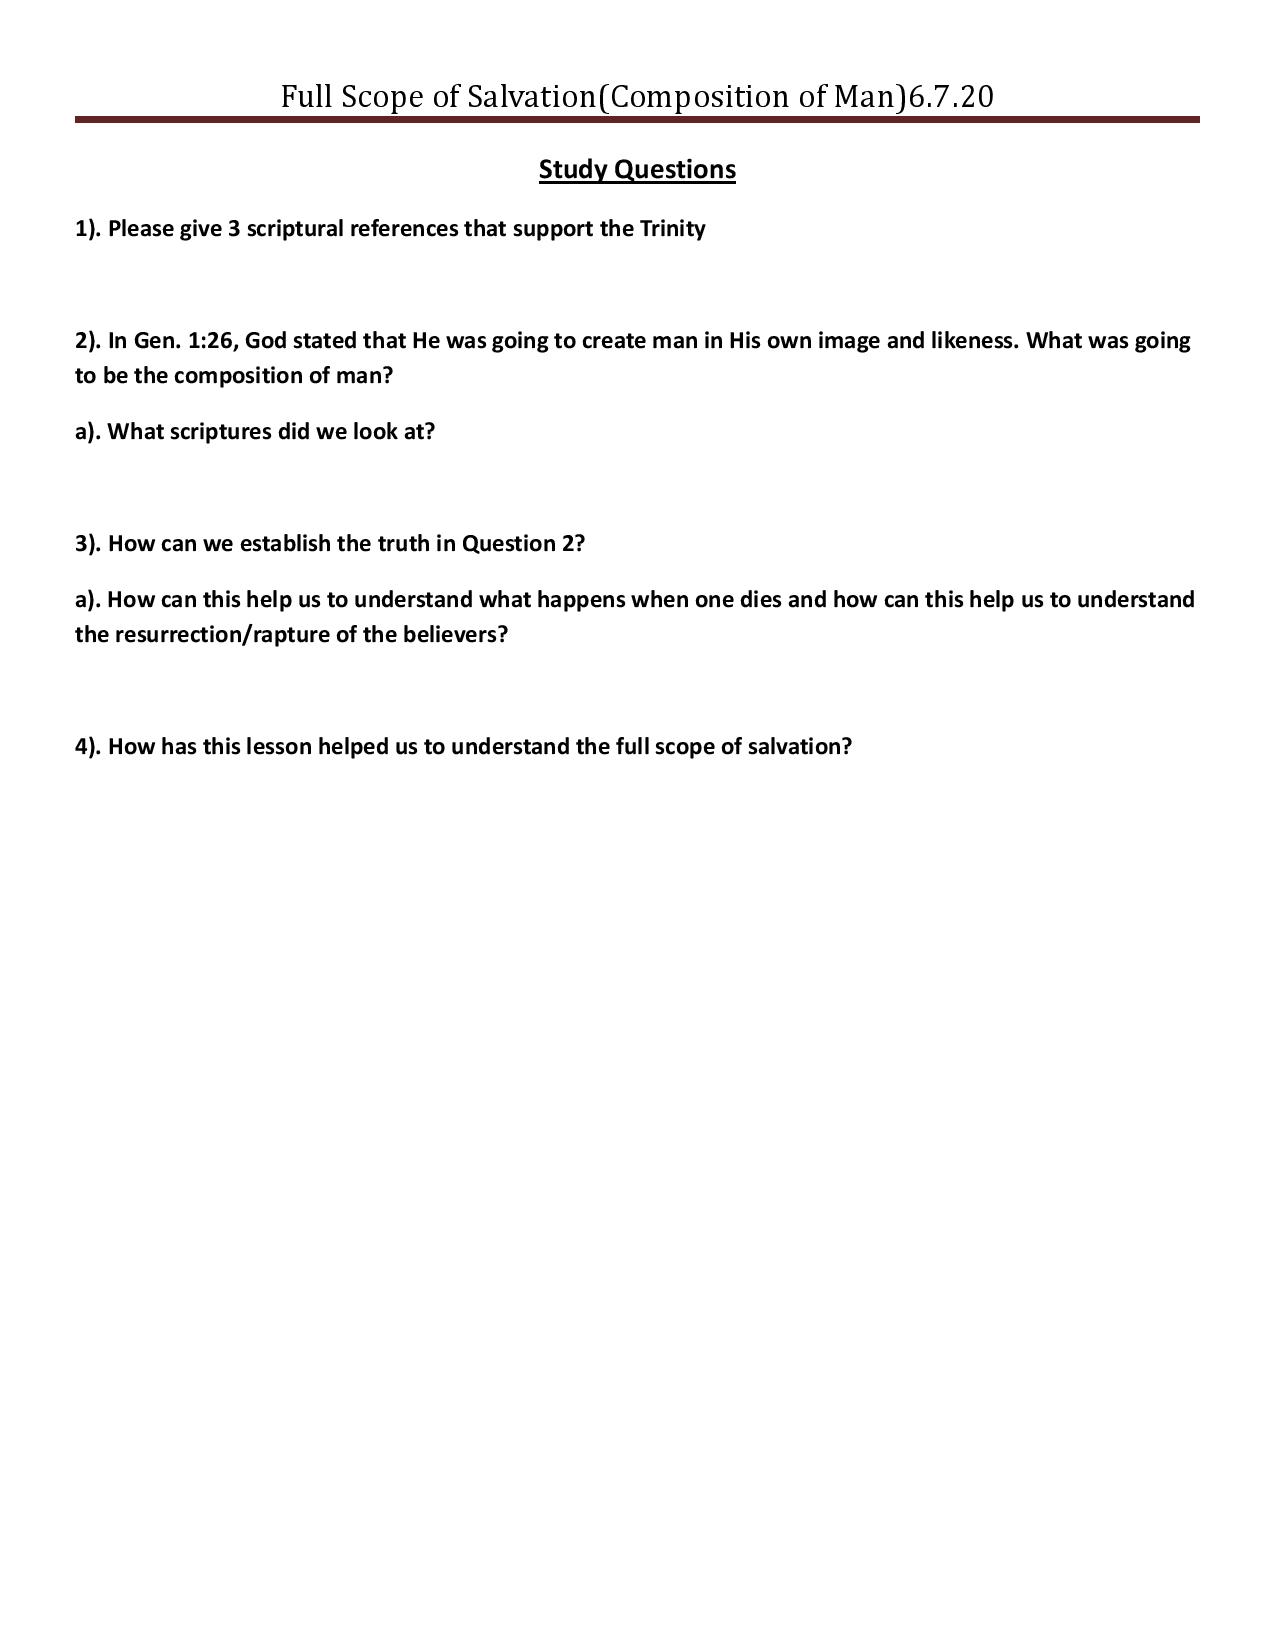 Full Scope of Salvation(Composition of Man)6.7.20
Study Questions
1). Please give 3 scriptural references that support the Trinity
2). In Gen. 1:26, God stated that He was going to create man in His own image and likeness. What was going
to be the composition of man?
a). What scriptures did we look at?
3). How can we establish the truth in Question 2?
a). How can this help us to understand what happens when one dies and how can this help us to understand
the resurrection/rapture of the believers?
4). How has this lesson helped us to understand the full scope of salvation?